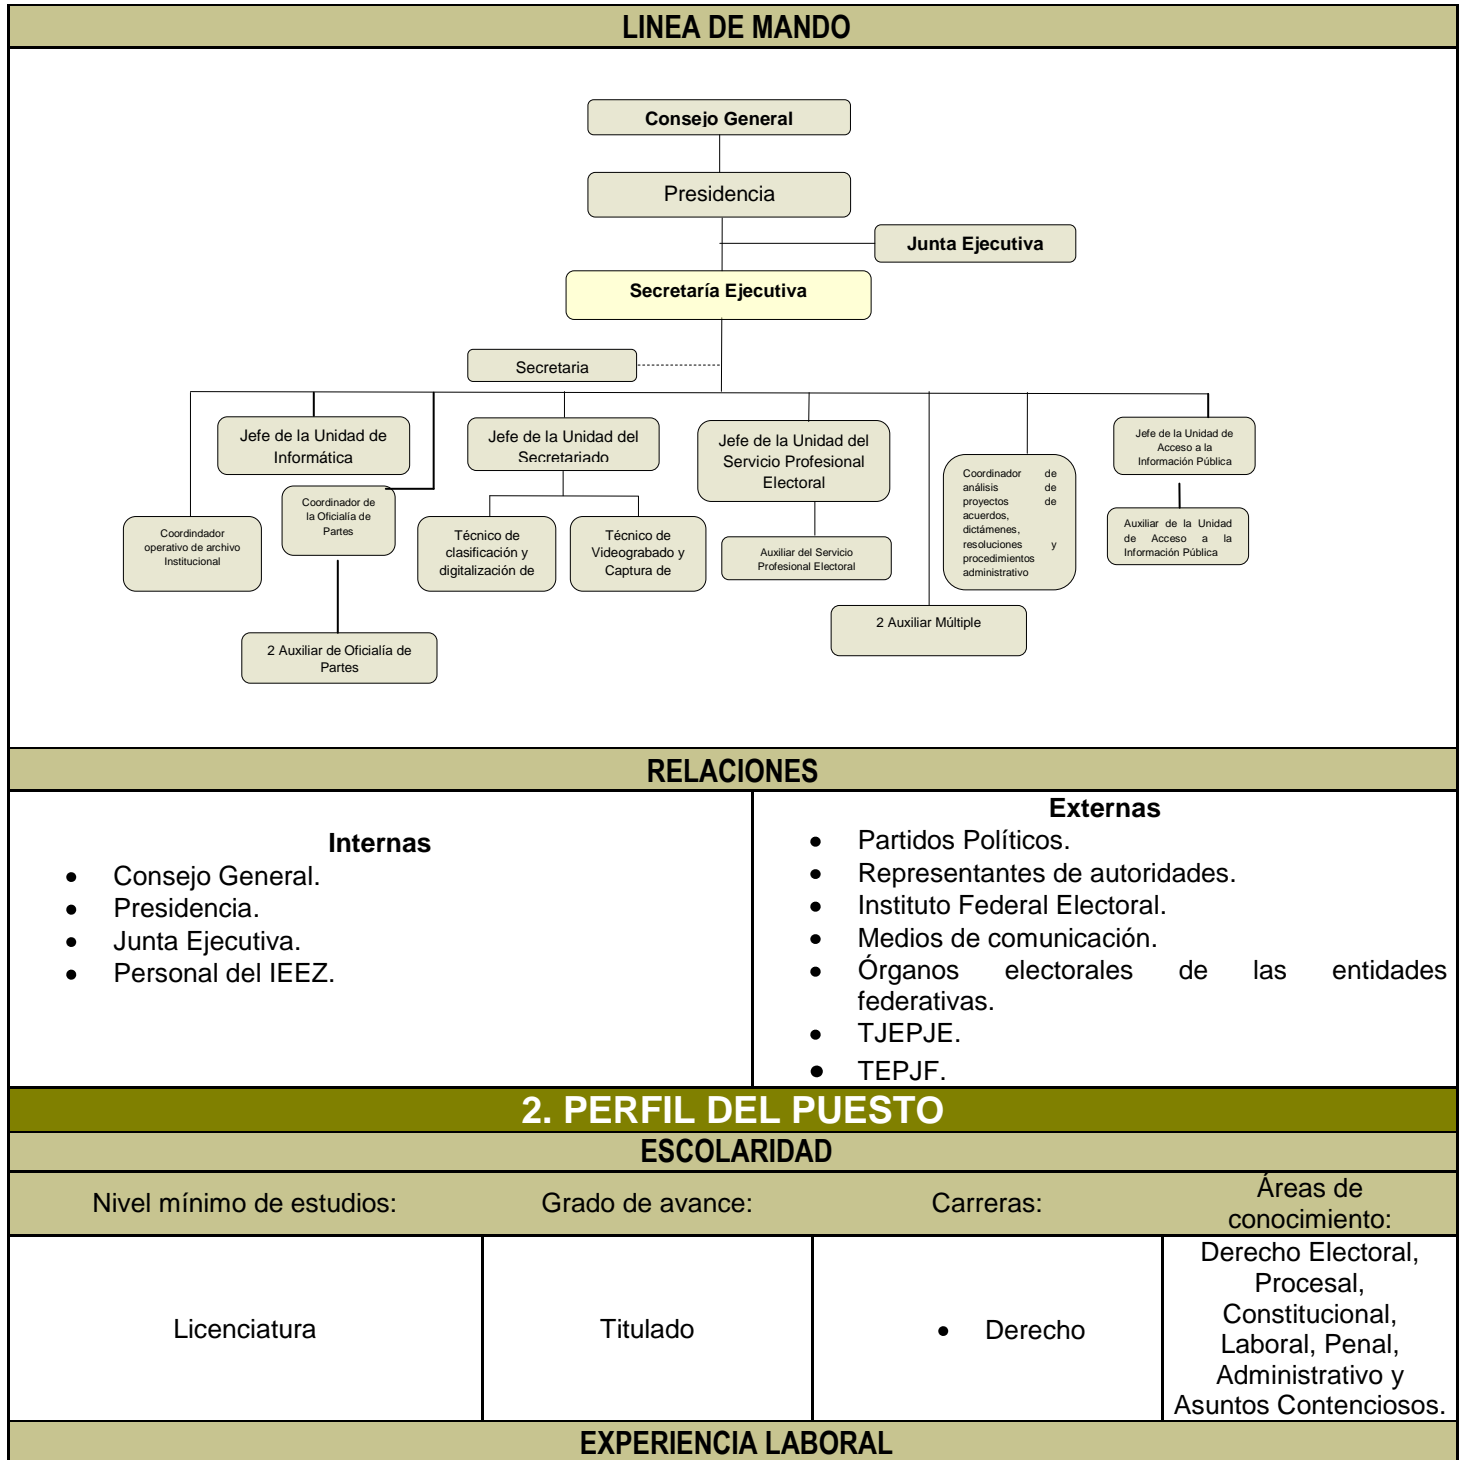 LINEA DE MANDO
Consejo General
Presidencia
Junta Ejecutiva
Secretaría Ejecutiva
Secretaria
Jefe de la Unidad de
Informática
Jefe de la Unidad del
Secretariado
Jefe de la Unidad del
Servicio Profesional
Electoral
Jefe de la Unidad de
Acceso a la
Información Pública
Coordinador de
análisis de
proyectos de
acuerdos,
dictámenes,
resoluciones y
procedimientos
administrativo
Coordindador
operativo de archivo
Institucional
Coordinador de
la Oficialía de
Partes
Técnico de
clasificación y
digitalización de
Técnico de
Videograbado y
Captura de
Auxiliar del Servicio
Profesional Electoral
Auxiliar de la Unidad
de Acceso a la
Información Pública
2 Auxiliar Múltiple
2 Auxiliar de Oficialía de
Partes
RELACIONES
Internas
• Consejo General.
• Presidencia.
• Junta Ejecutiva.
• Personal del IEEZ.
Externas
• Partidos Políticos.
• Representantes de autoridades.
• Instituto Federal Electoral.
• Medios de comunicación.
• Órganos electorales de las entidades
federativas.
• TJEPJE.
• TEPJF.
2. PERFIL DEL PUESTO
ESCOLARIDAD
Nivel mínimo de estudios:
Grado de avance:
Carreras:
Áreas de
conocimiento:
Licenciatura
Titulado
• Derecho
Derecho Electoral,
Procesal,
Constitucional,
Laboral, Penal,
Administrativo y
Asuntos Contenciosos.
EXPERIENCIA LABORAL